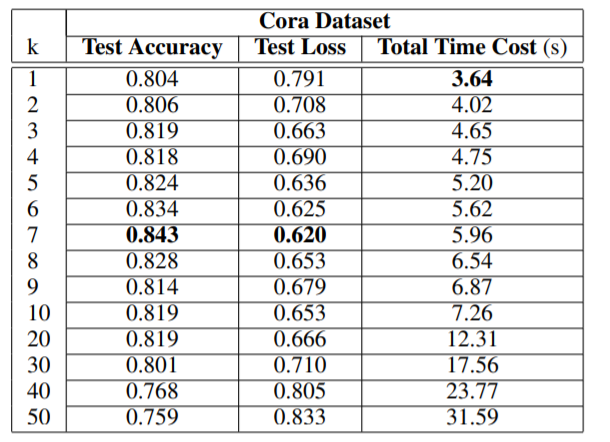 Cora Dataset
k Test Accuracy Test Loss Total Time Cost (s)
1 0.804 0.791 3.64
2 0.806 0.708 4.02
3 0.819 0.663 4.65
4 0.818 0.690 4.75
5 0.824 0.636 5.20
6 0.834 0.625 5.62
7 0.843 0.620 5.96
8 0.828 0.653 6.54
9 0.814 0.679 6.87
10 0.819 0.653 7.26
20 0.819 0.666 12.31
30 0.801 0.710 17.56
40 0.768 0.805 23.77
50 0.759 0.833 31.59